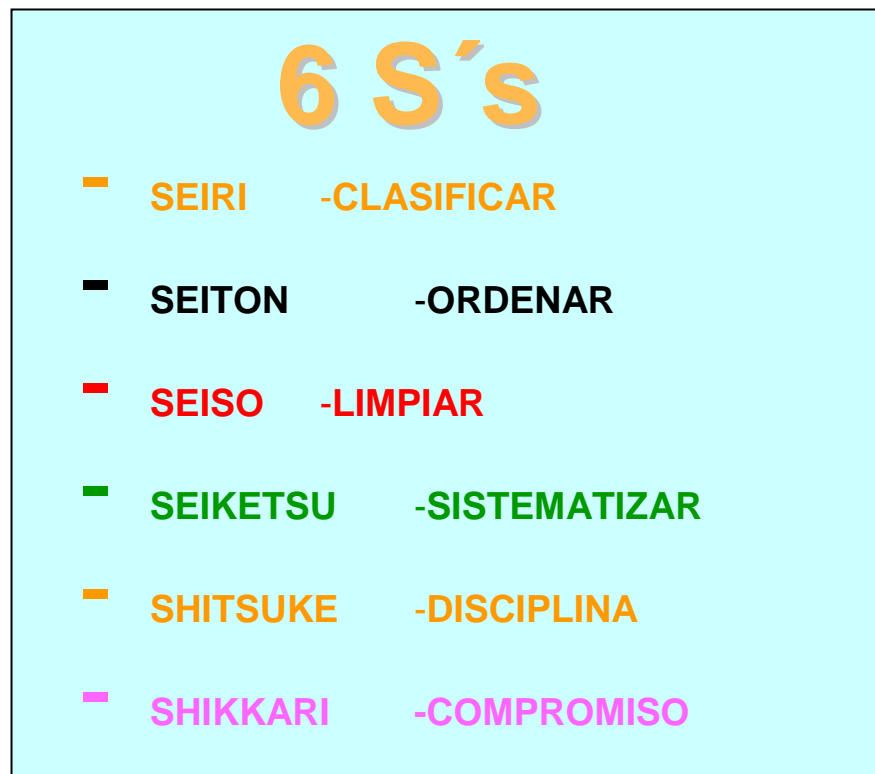 6 S´s
- SEIRI -CLASIFICAR
- SEITON -ORDENAR
- SEISO -LIMPIAR
- SEIKETSU -SISTEMATIZAR
- SHITSUKE -DISCIPLINA
- SHIKKARI -COMPROMISO